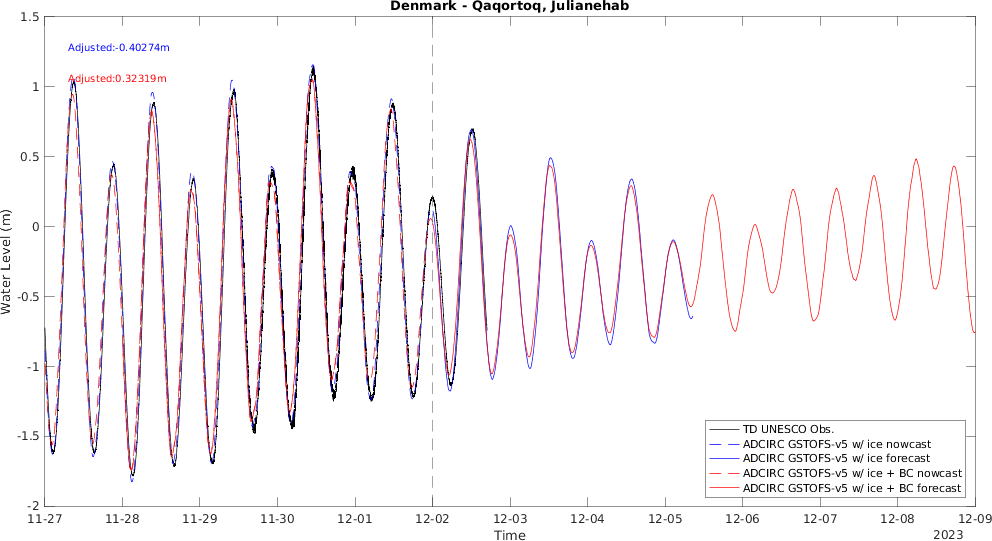 Denmark - Qaqortoq, Julianehab
Adjusted:-0.40274m
Adjusted:0.32319m
Water Level (m)
1.5
1
0.5
0
-0.5
-1
-1.5
-2
TD UNESCO Obs.
ADCIRC GSTOFS-v5 w/ ice nowcast
ADCIRC GSTOFS-v5 w/ ice forecast
ADCIRC GSTOFS-v5 w/ ice + BC nowcast
ADCIRC GSTOFS-v5 w/ ice + BC forecast
11-27 11-28 11-29 11-30 12-01 12-02 12-03 12-04 12-05 12-06 12-07 12-08 12-09
Time
2023